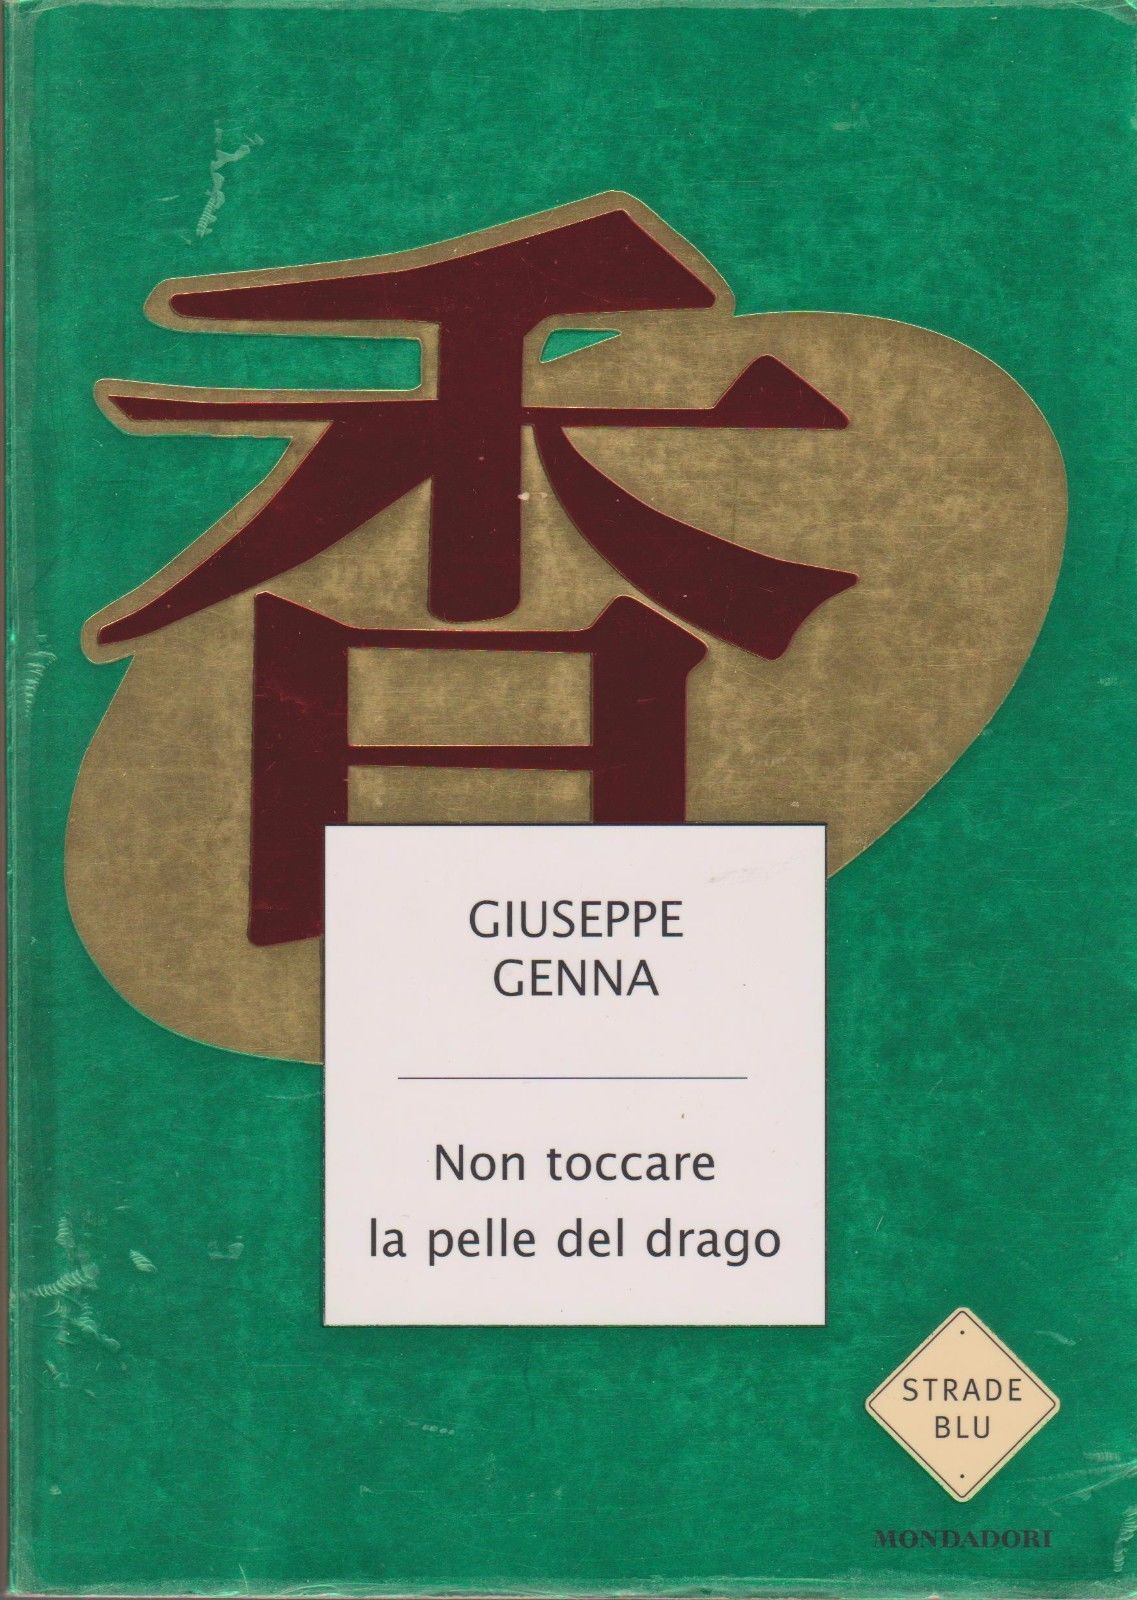 香
GIUSEPPE
GENNA
Non toccare
la pelle del drago
STRADE
BLU
MONDADORI